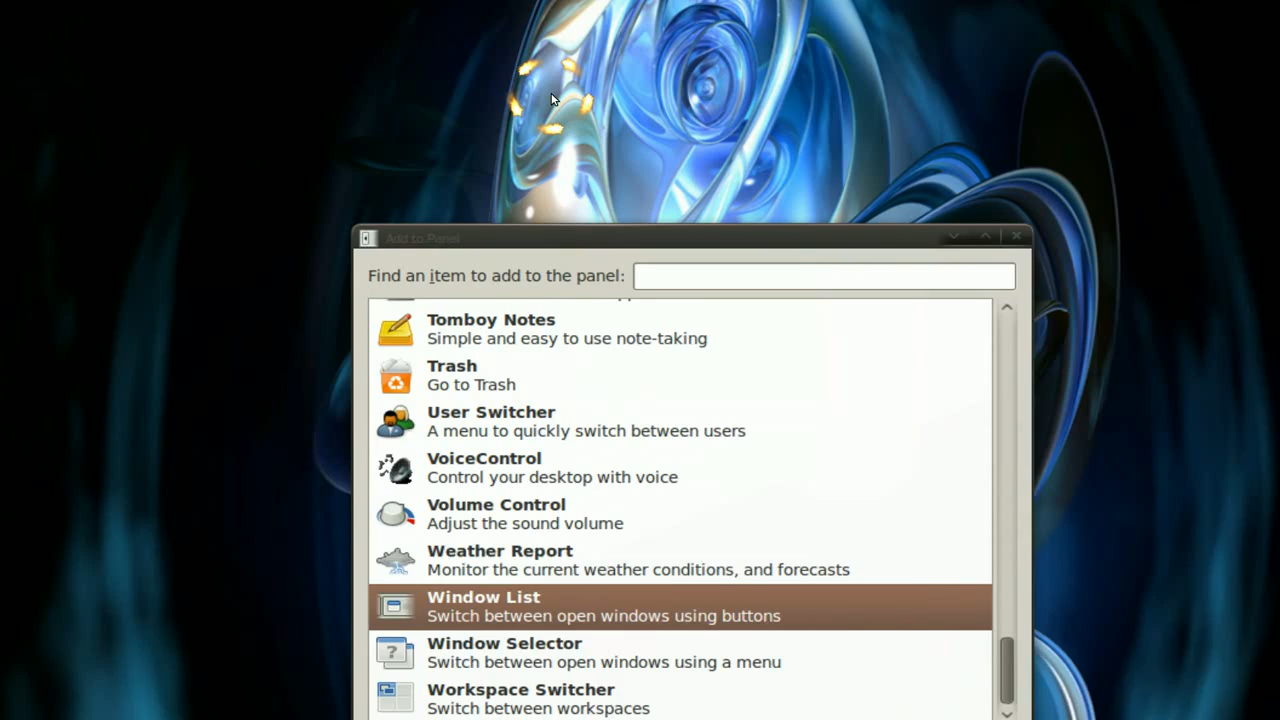 Add to Panel
Find an item to add to the panel:
Tomboy Notes
Simple and easy to use note-taking
Trash
Go to Trash
User Switcher
A menu to quickly switch between users
VoiceControl
Control your desktop with voice
Volume Control
Adjust the sound volume
Weather Report
Monitor the current weather conditions, and forecasts
Window List
Switch between open windows using buttons
Window Selector
Switch between open windows using a menu
Workspace Switcher
Switch between workspaces